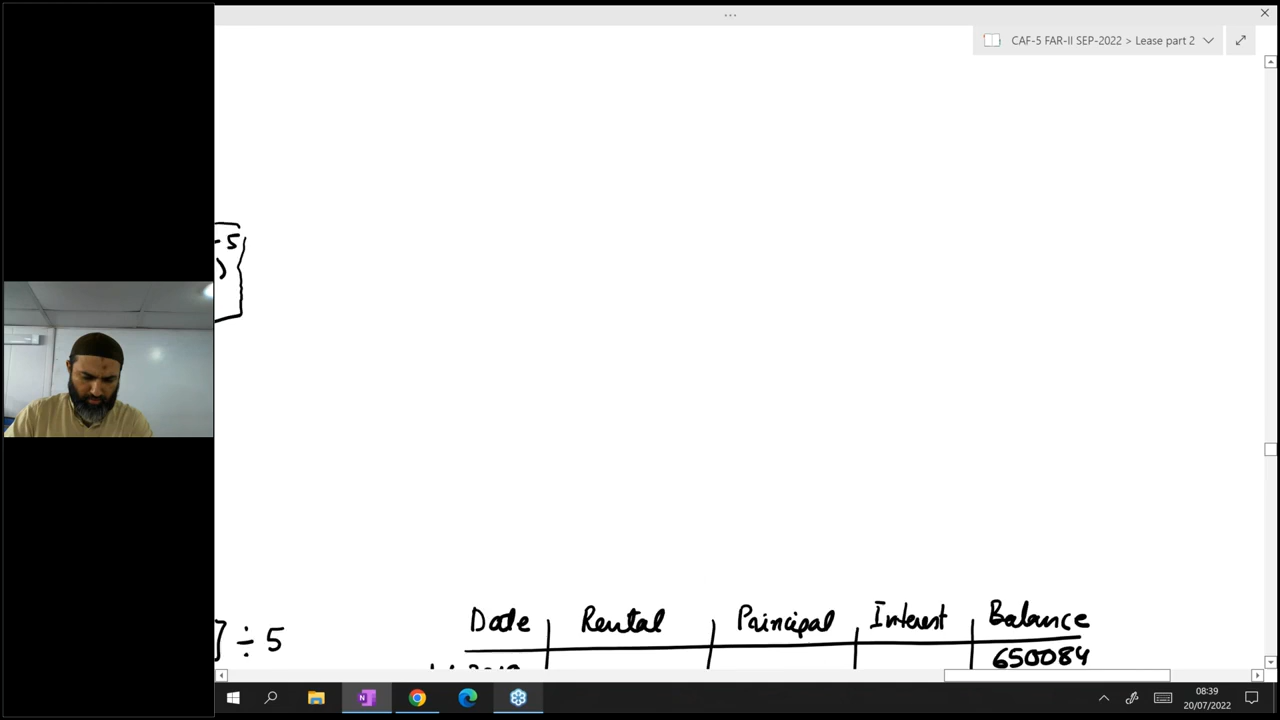 CAF-5 FAR-II SEP-2022 > Lease part 2
-5
)
Date Rental Principal Interest Balance
] ÷ 5
650084
08:39
20/07/2022